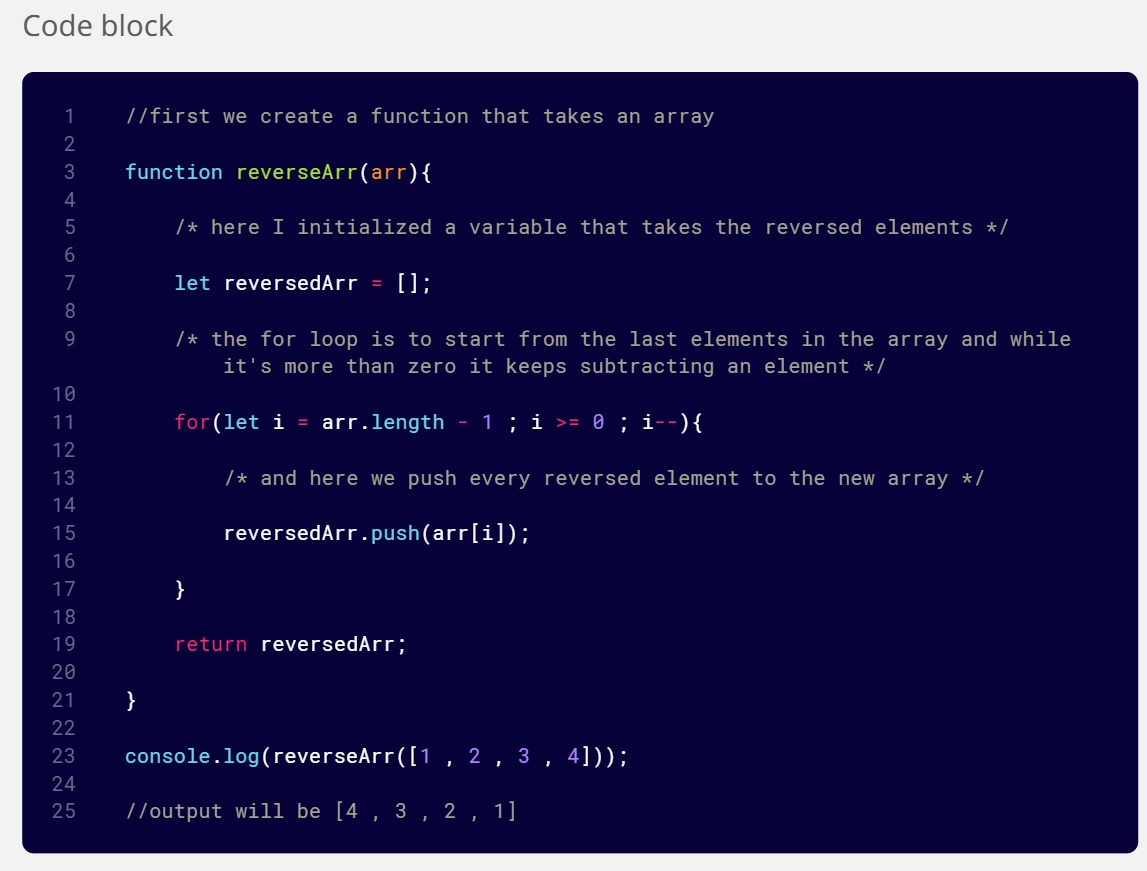 Code block
1 //first we create a function that takes an array
2
3 function reverseArr(arr){
4
5     /* here I initialized a variable that takes the reversed elements */
6
7     let reversedArr = [];
8
9     /* the for loop is to start from the last elements in the array and while
        it's more than zero it keeps subtracting an element */
10
11     for(let i = arr.length - 1 ; i >= 0 ; i--){
12
13         /* and here we push every reversed element to the new array */
14
15         reversedArr.push(arr[i]);
16
17     }
18
19     return reversedArr;
20
21 }
22
23 console.log(reverseArr([1 , 2 , 3 , 4]));
24
25 //output will be [4 , 3 , 2 , 1]